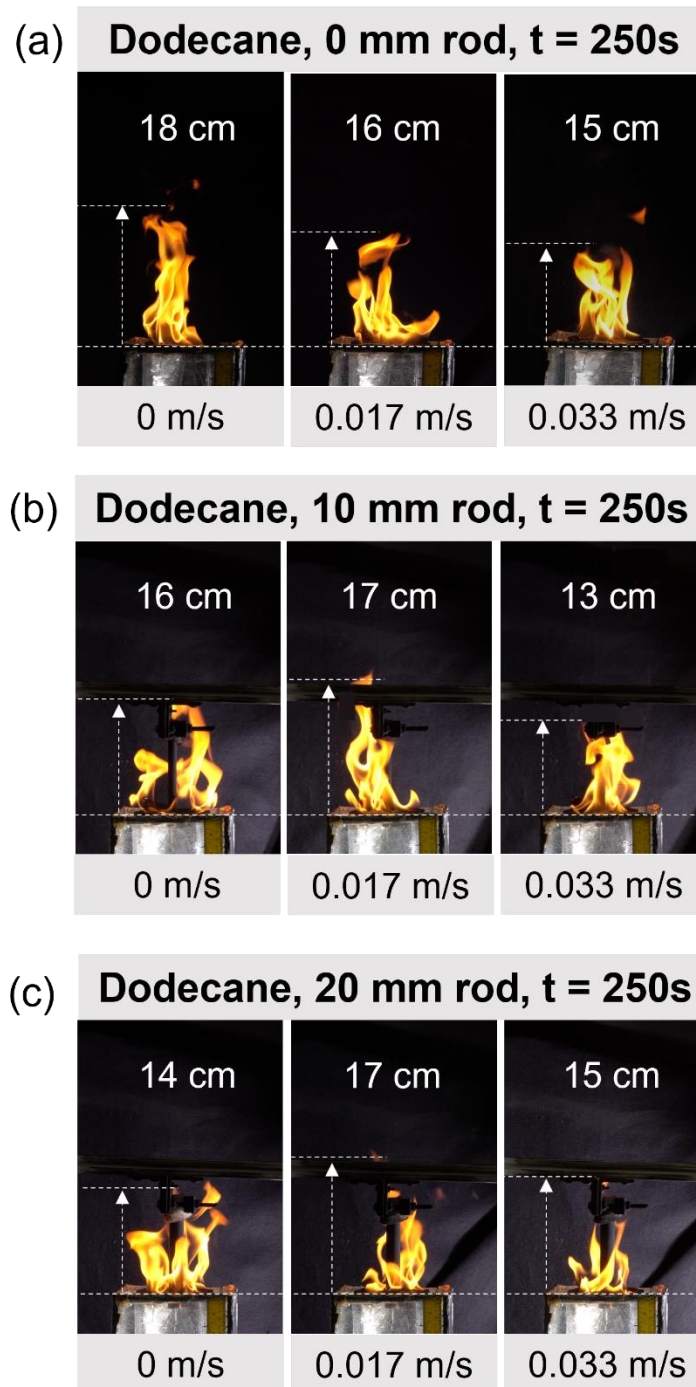 (a) Dodecane, 0 mm rod, t = 250s
18 cm 16 cm 15 cm
0 m/s 0.017 m/s 0.033 m/s
(b) Dodecane, 10 mm rod, t = 250s
16 cm 17 cm 13 cm
0 m/s 0.017 m/s 0.033 m/s
(c) Dodecane, 20 mm rod, t = 250s
14 cm 17 cm 15 cm
0 m/s 0.017 m/s 0.033 m/s